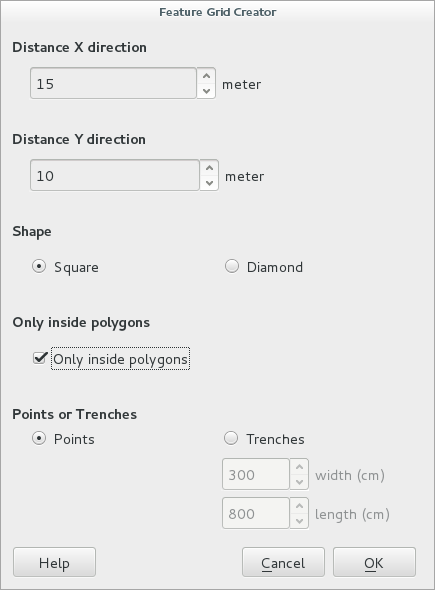 Feature Grid Creator
Distance X direction
15 meter
Distance Y direction
10 meter
Shape
Square Diamond
Only inside polygons
Only inside polygons
Points or Trenches
Points Trenches
300 width (cm)
800 length (cm)
Help Cancel OK